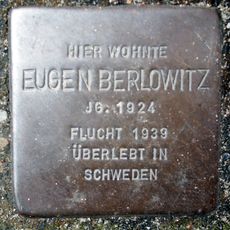 HIER WOHNTE
EUGEN BERLOWITZ
JG. 1924
FLUCHT 1939
ÜBERLEBT IN
SCHWEDEN